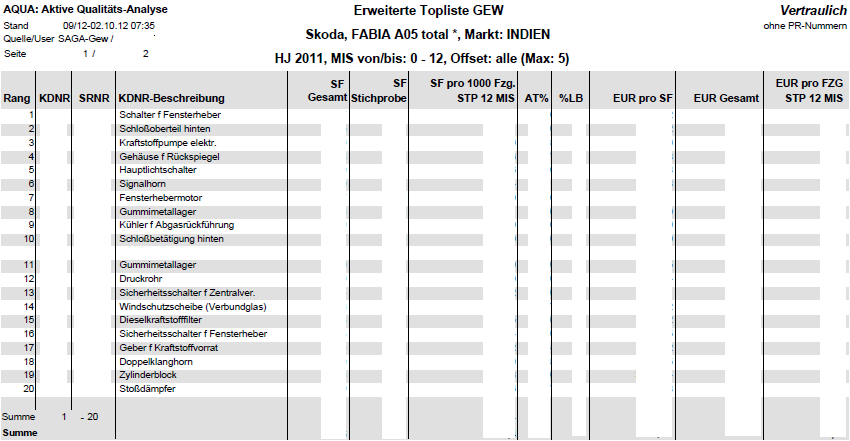 AQUA: Aktive Qualitäts-Analyse
Erweiterte Topliste GEW
Vertraulich
Stand 09/12-02.10.12 07:35
ohne PR-Nummern
Quelle/User SAGA-Gew /
Skoda, FABIA A05 total *, Markt: INDIEN
Seite 1 / 2
HJ 2011, MIS von/bis: 0 - 12, Offset: alle (Max: 5)
Rang KDNR SRNR KDNR-Beschreibung SF Gesamt SF Stichprobe SF pro 1000 Fzg. STP 12 MIS AT% %LB EUR pro SF EUR Gesamt EUR pro FZG STP 12 MIS
1 Schalter f Fensterheber
2 Schloßoberteil hinten
3 Kraftstoffpumpe elektr.
4 Gehäuse f Rückspiegel
5 Hauptlichtschalter
6 Signalhorn
7 Fensterhebermotor
8 Gummimetallager
9 Kühler f Abgasrückführung
10 Schloßbetätigung hinten
11 Gummimetallager
12 Druckrohr
13 Sicherheitsschalter f Zentralver.
14 Windschutzscheibe (Verbundglas)
15 Dieselkraftstofffilter
16 Sicherheitsschalter f Fensterheber
17 Geber f Kraftstoffvorrat
18 Doppelklanghorn
19 Zylinderblock
20 Stoßdämpfer
Summe 1 - 20
Summe